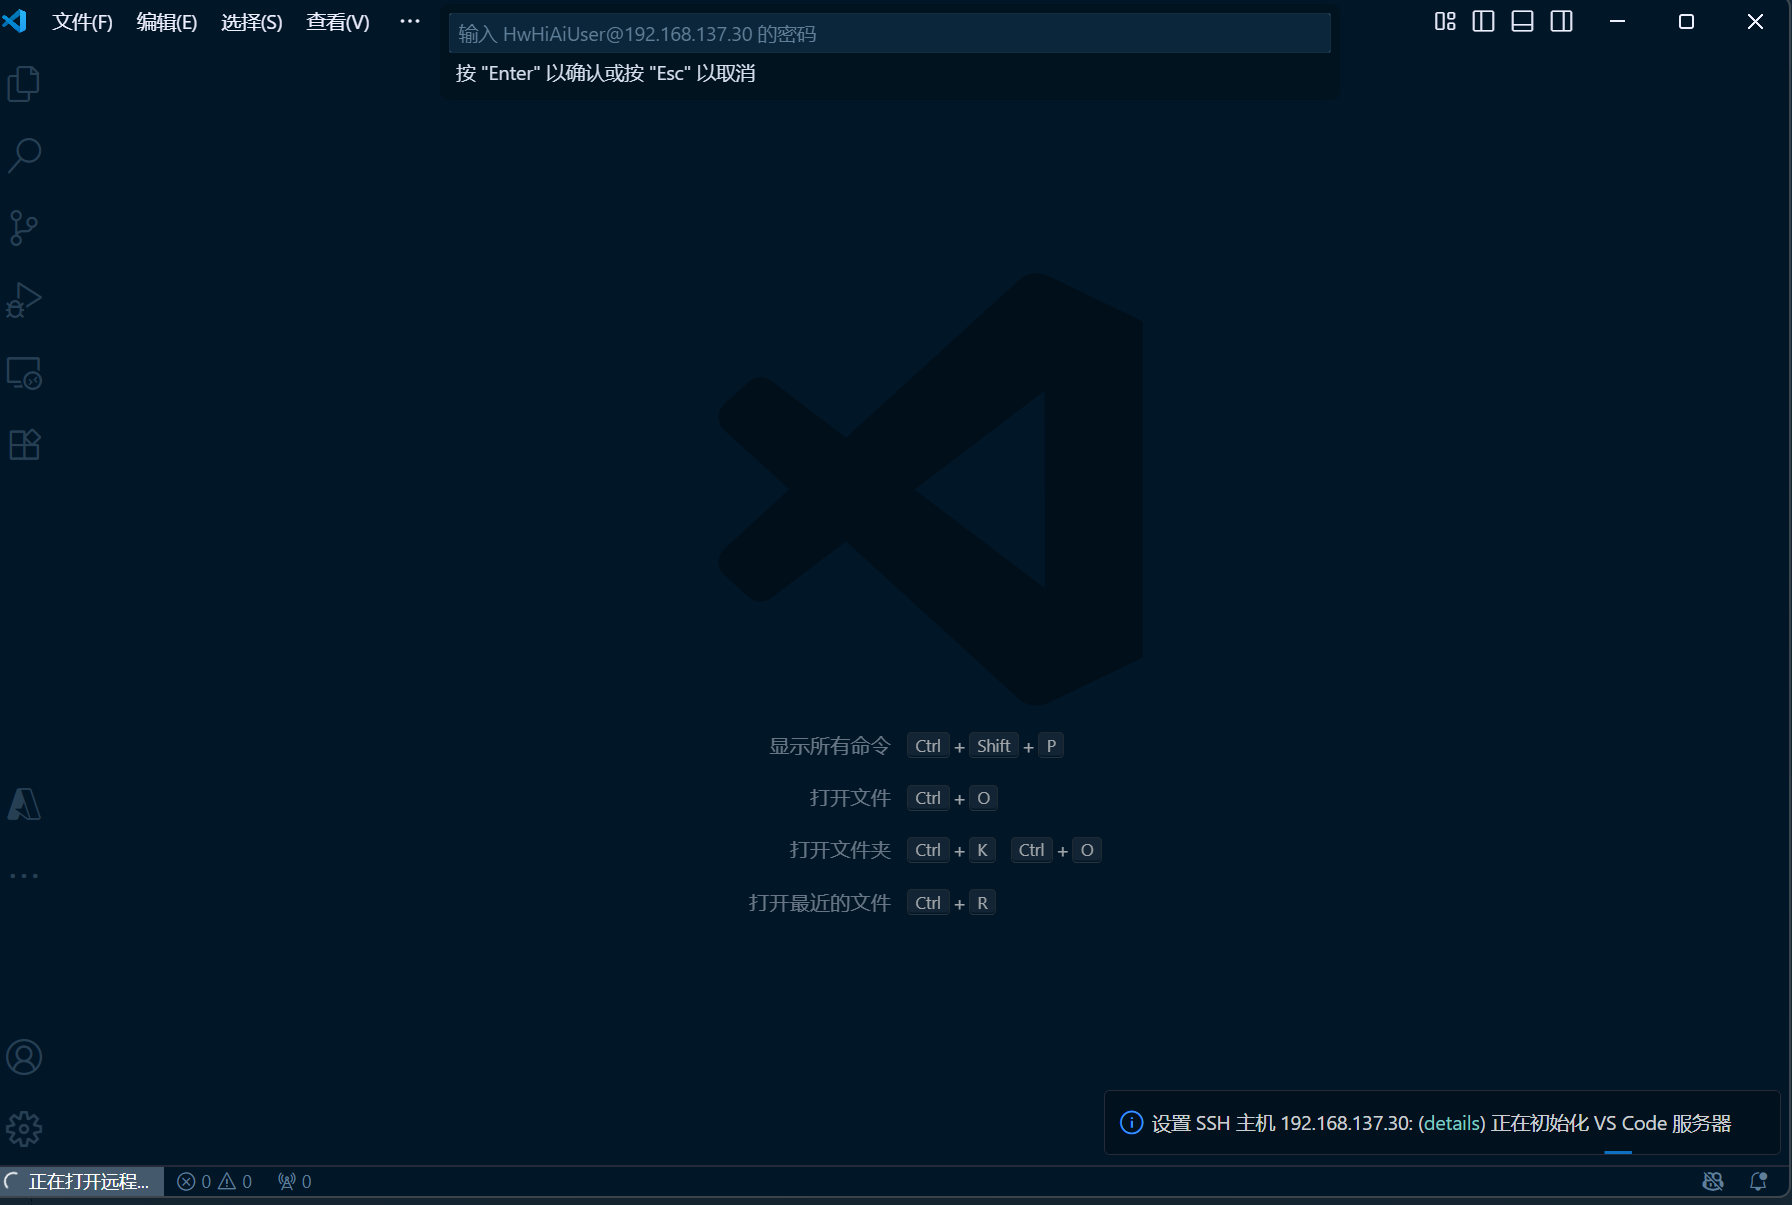 文件(F) 编辑(E) 选择(S) 查看(V) ···
输入 HwHiAiUser@192.168.137.30 的密码
按 "Enter" 以确认或按 "Esc" 以取消
显示所有命令 Ctrl + Shift + P
打开文件 Ctrl + O
打开文件夹 Ctrl + K Ctrl + O
打开最近的文件 Ctrl + R
设置 SSH 主机 192.168.137.30: (details) 正在初始化 VS Code 服务器
正在打开远程... 0 0 0